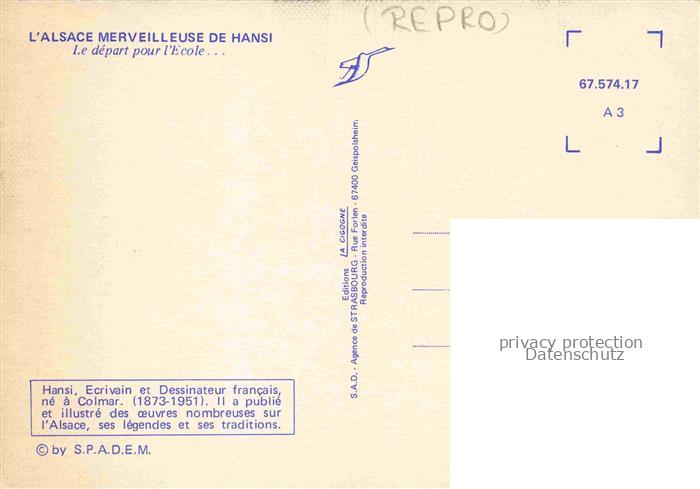 (REPRO)
L'ALSACE MERVEILLEUSE DE HANSI
Le départ pour l'Ecole...
67.574.17
A 3
Editions LA CIGOGNE
S.A.D. - Agence de STRASBOURG - Rue Forlen - 67400 Geispolsheim.
Reproduction interdite
privacy protection
Datenschutz
Hansi, Ecrivain et Dessinateur français,
né à Colmar. (1873-1951). Il a publié
et illustré des œuvres nombreuses sur
l'Alsace, ses légendes et ses traditions.
© by S.P.A.D.E.M.